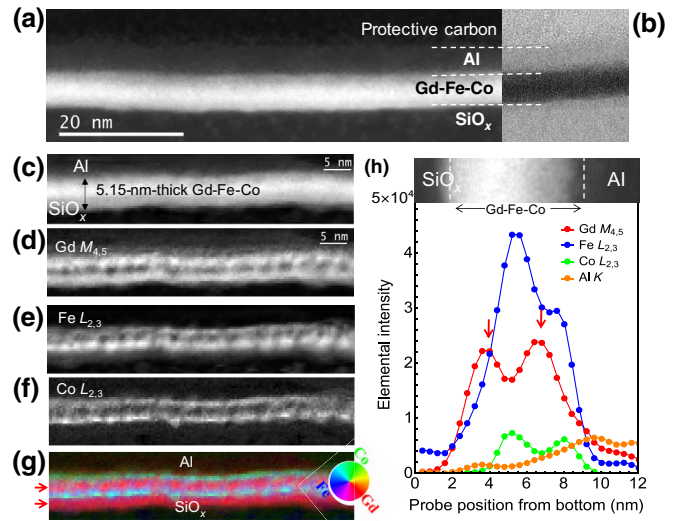 (a)
Protective carbon
(b)
Al
Gd-Fe-Co
SiOx
20 nm
(c)
Al
5 nm
5.15-nm-thick Gd-Fe-Co
SiOx
(d)
Gd M4,5
5 nm
(e)
Fe L2,3
(f)
Co L2,3
(g)
Al
SiOx
Co
Fe
Gd
(h)
SiOx
Al
5×10^4
Gd-Fe-Co
Gd M4,5
Fe L2,3
Co L2,3
Al K
4
3
2
1
0
Elemental intensity
0 2 4 6 8 10 12
Probe position from bottom (nm)